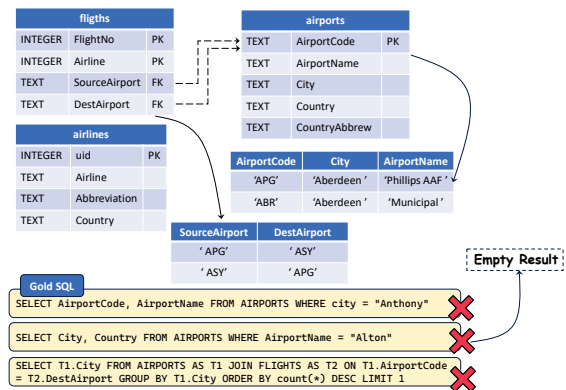 fligths
INTEGER FlightNo PK
INTEGER Airline PK
TEXT SourceAirport FK
TEXT DestAirport FK
airports
TEXT AirportCode PK
TEXT AirportName
TEXT City
TEXT Country
TEXT CountryAbbrew
airlines
INTEGER uid PK
TEXT Airline
TEXT Abbreviation
TEXT Country
AirportCode City AirportName
‘APG’ ‘Aberdeen ’ ‘Phillips AAF ’
‘ABR’ ‘Aberdeen ’ ‘Municipal ’
SourceAirport DestAirport
‘ APG’ ‘ ASY’
‘ ASY’ ‘ APG’
Empty Result
Gold SQL
SELECT AirportCode, AirportName FROM AIRPORTS WHERE city = "Anthony"
SELECT City, Country FROM AIRPORTS WHERE AirportName = "Alton"
SELECT T1.City FROM AIRPORTS AS T1 JOIN FLIGHTS AS T2 ON T1.AirportCode
= T2.DestAirport GROUP BY T1.City ORDER BY count(*) DESC LIMIT 1